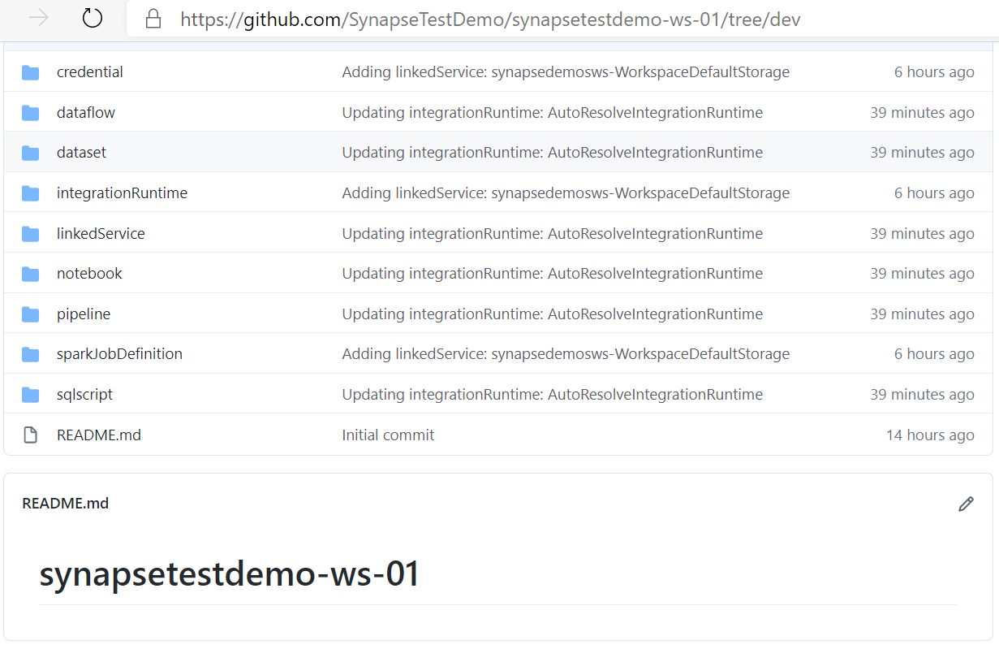 https://github.com/SynapseTestDemo/synapsetestdemo-ws-01/tree/dev
credential Adding linkedService: synapsedemosws-WorkspaceDefaultStorage 6 hours ago
dataflow Updating integrationRuntime: AutoResolveIntegrationRuntime 39 minutes ago
dataset Updating integrationRuntime: AutoResolveIntegrationRuntime 39 minutes ago
integrationRuntime Adding linkedService: synapsedemosws-WorkspaceDefaultStorage 6 hours ago
linkedService Updating integrationRuntime: AutoResolveIntegrationRuntime 39 minutes ago
notebook Updating integrationRuntime: AutoResolveIntegrationRuntime 39 minutes ago
pipeline Updating integrationRuntime: AutoResolveIntegrationRuntime 39 minutes ago
sparkJobDefinition Adding linkedService: synapsedemosws-WorkspaceDefaultStorage 6 hours ago
sqlscript Updating integrationRuntime: AutoResolveIntegrationRuntime 39 minutes ago
README.md Initial commit 14 hours ago
README.md
synapsetestdemo-ws-01